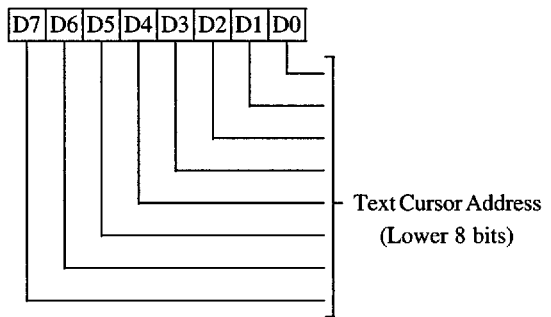 D7 D6 D5 D4 D3 D2 D1 D0
Text Cursor Address
(Lower 8 bits)